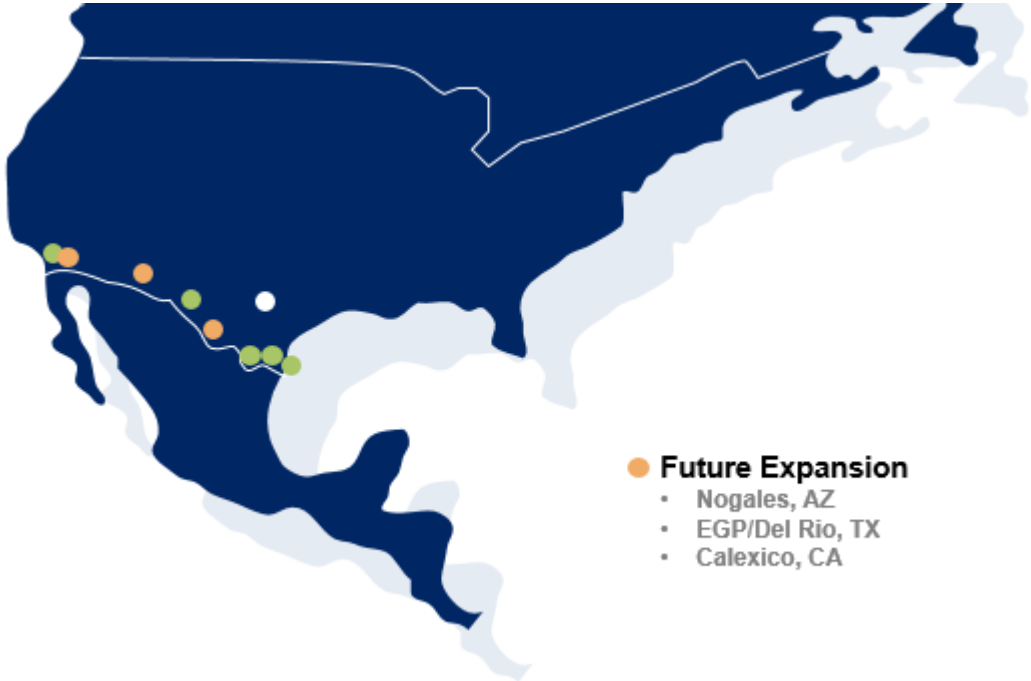 Future Expansion
• Nogales, AZ
• EGP/Del Rio, TX
• Calexico, CA